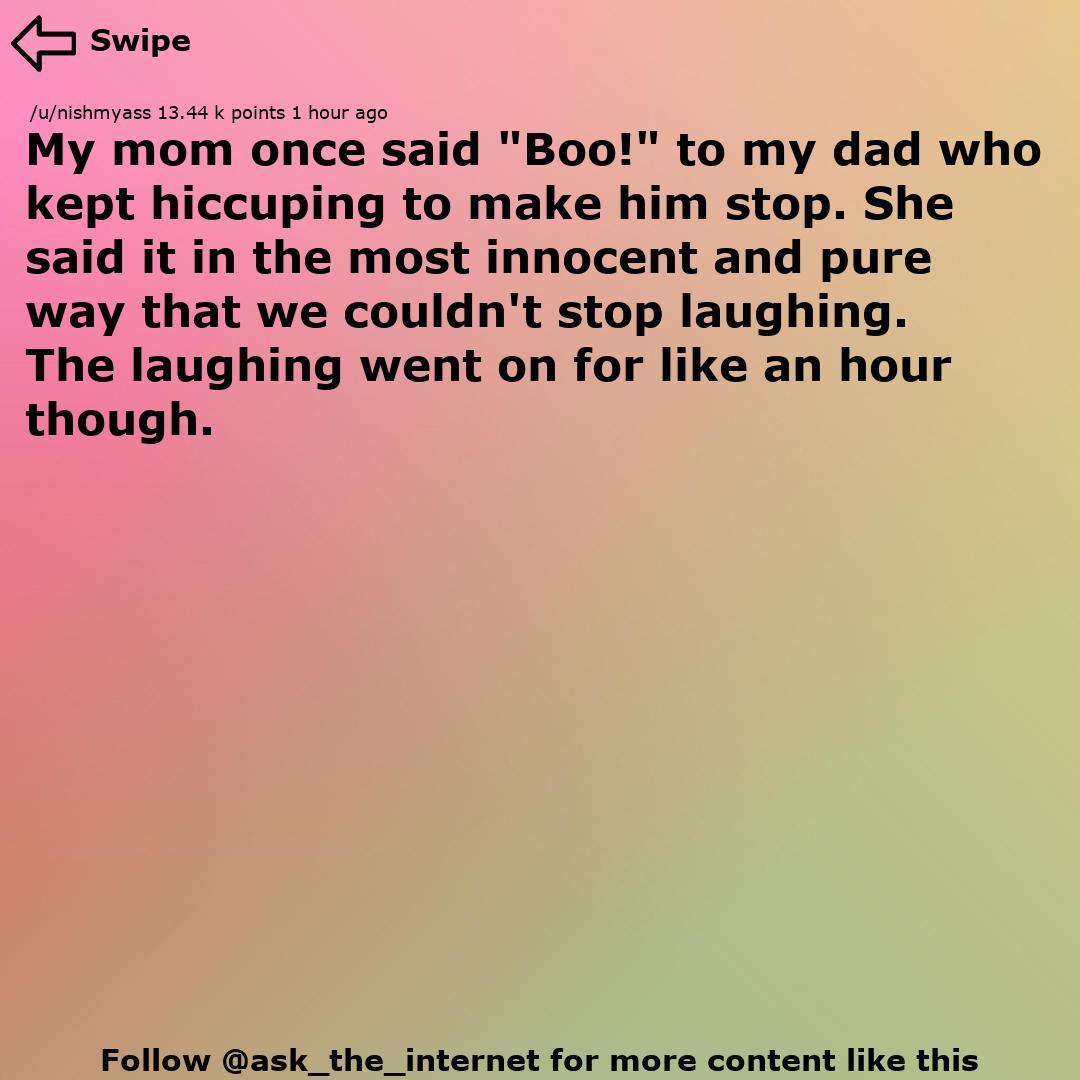 Swipe
/u/nishmyass 13.44 k points 1 hour ago
My mom once said "Boo!" to my dad who
kept hiccuping to make him stop. She
said it in the most innocent and pure
way that we couldn't stop laughing.
The laughing went on for like an hour
though.
Follow @ask_the_internet for more content like this